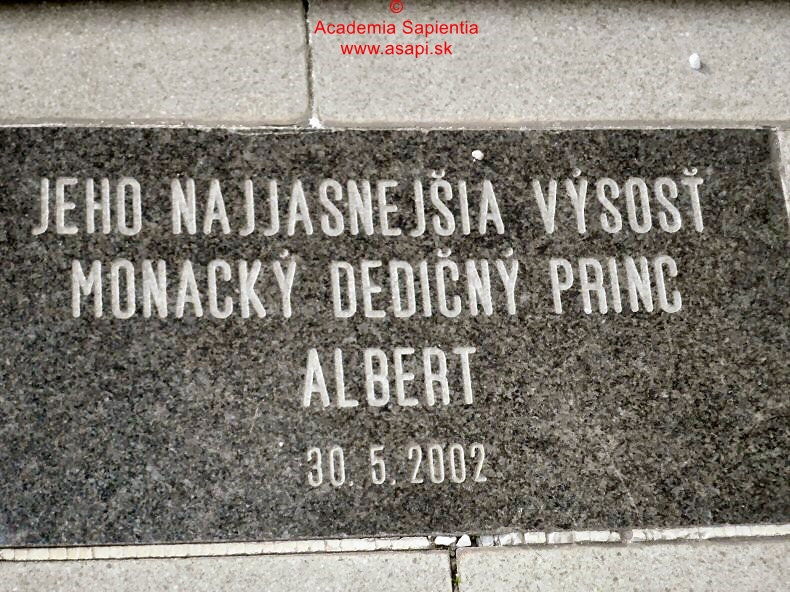 ©
Academia Sapientia
www.asapi.sk
JEHO NAJJASNEJŠIA VÝSOSŤ
MONACKÝ DEDIČNÝ PRINC
ALBERT
30. 5. 2002